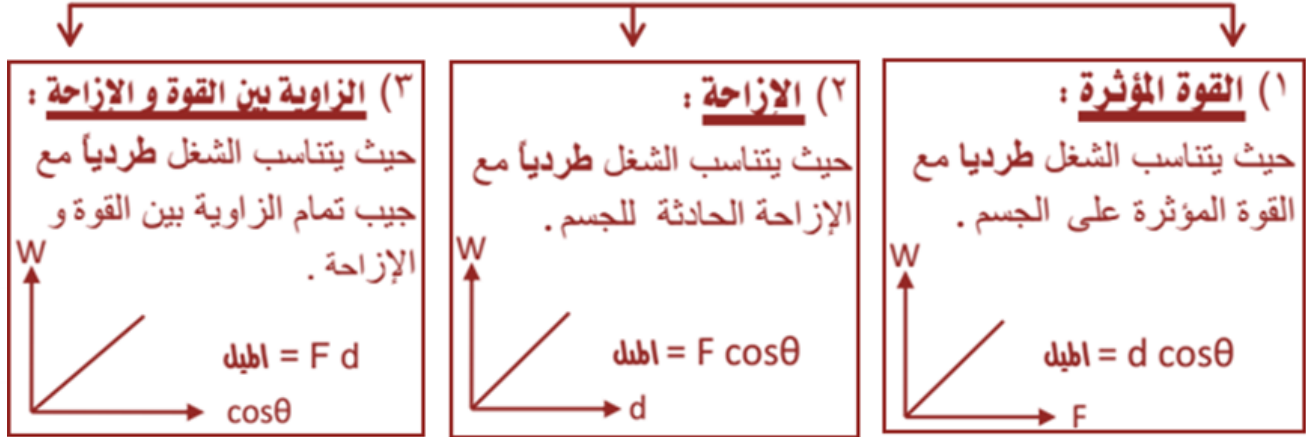 ١) القوة المؤثرة :
حيث يتناسب الشغل طرديا مع
القوة المؤثرة على الجسم .
W
الميل = d cosθ
F
٢) الإزاحة :
حيث يتناسب الشغل طردياً مع
الإزاحة الحادثة للجسم .
W
الميل = F cosθ
d
٣) الزاوية بين القوة و الإزاحة :
حيث يتناسب الشغل طردياً مع
جيب تمام الزاوية بين القوة و
الإزاحة .
W
الميل = F d
cosθ